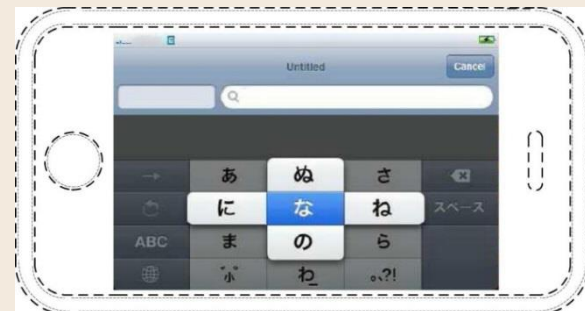 Untitled Cancel
→ あ ぬ さ
に な ね スペース
ABC ま の ら
小 わ_ 。、?!